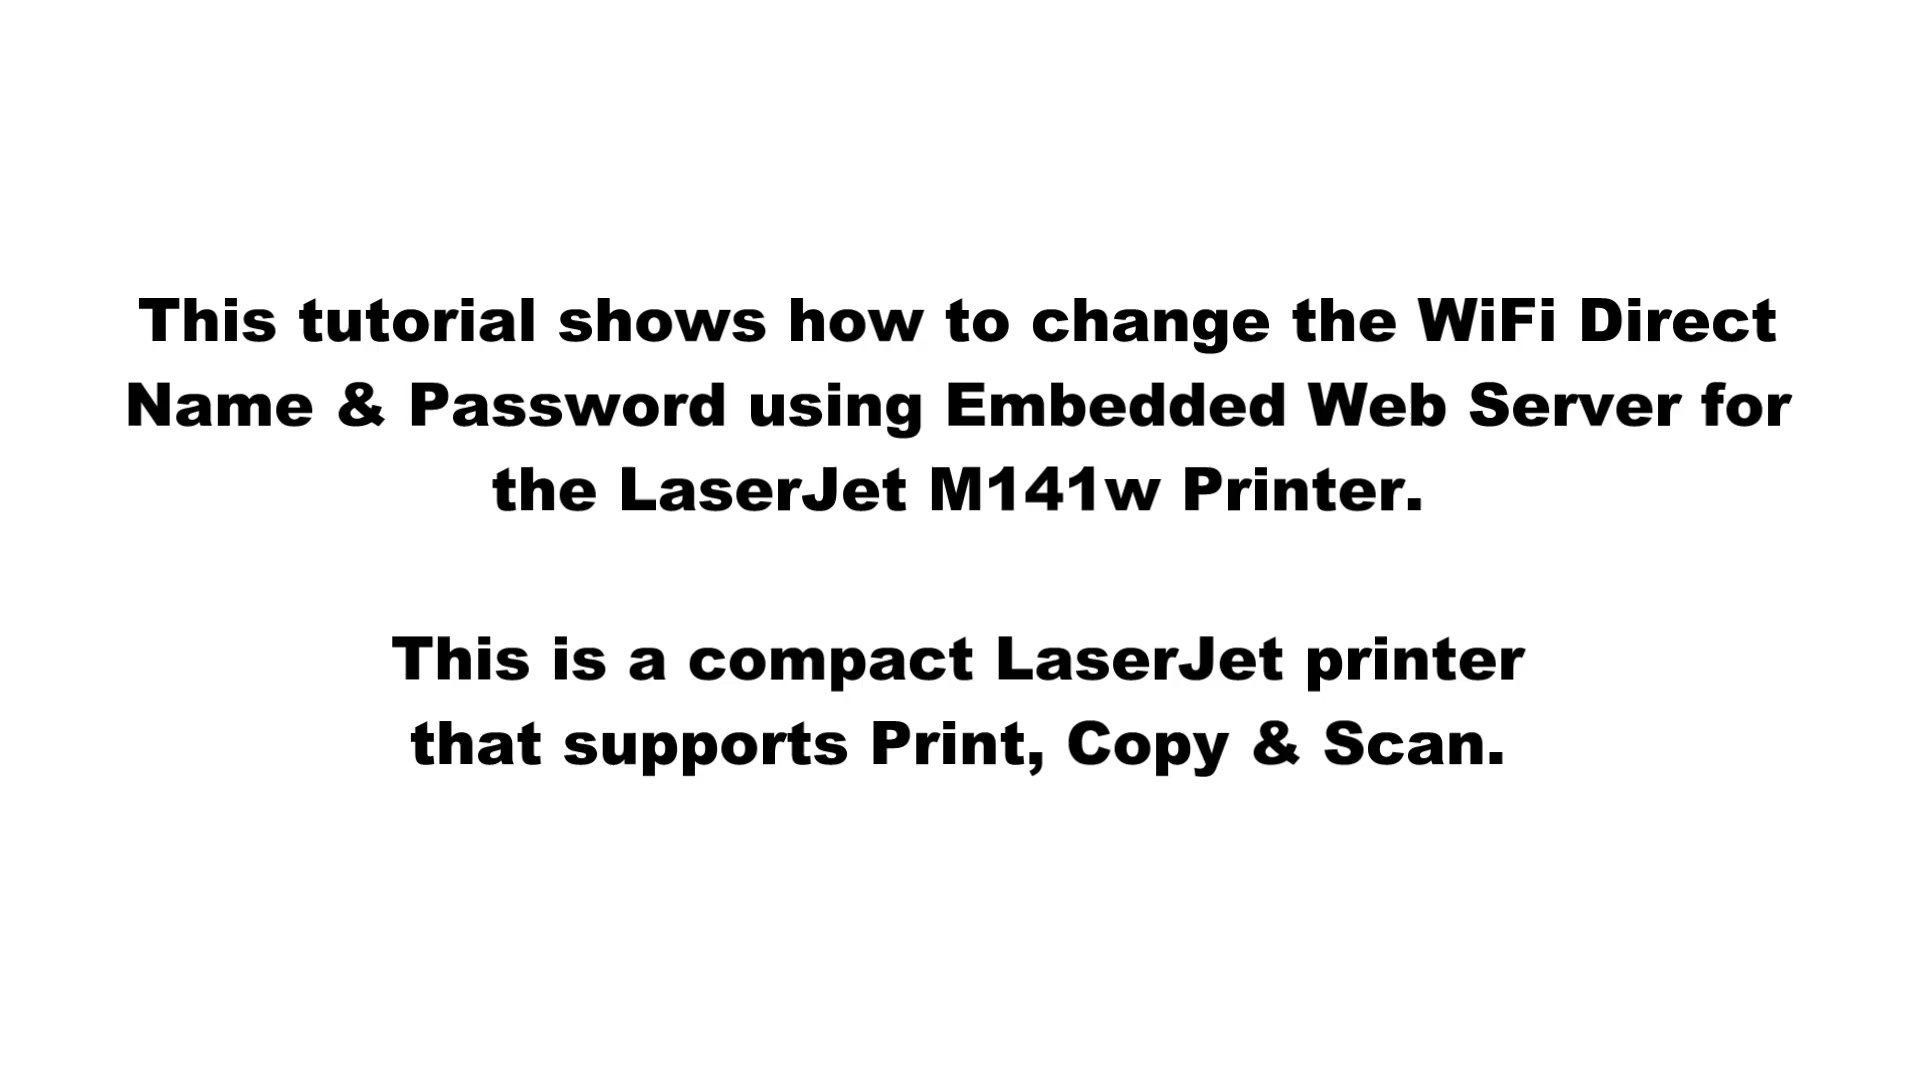 This tutorial shows how to change the WiFi Direct
Name & Password using Embedded Web Server for
the LaserJet M141w Printer.
This is a compact LaserJet printer
that supports Print, Copy & Scan.